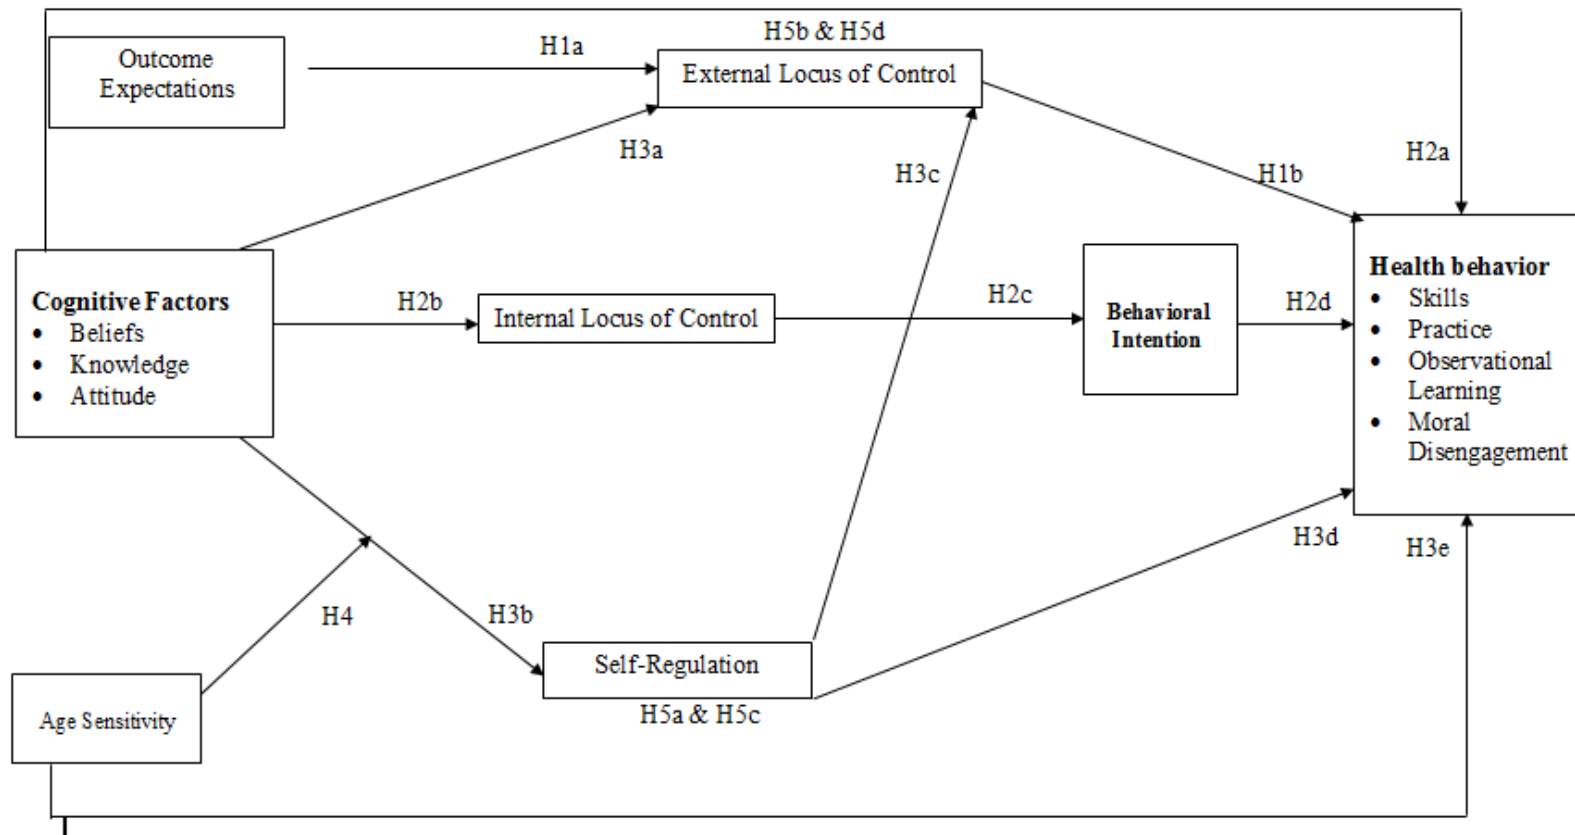 H5b & H5d
Outcome
Expectations
H1a
External Locus of Control
H3a
H3c
H1b
H2a
Cognitive Factors
• Beliefs
• Knowledge
• Attitude
H2b
Internal Locus of Control
H2c
Behavioral
Intention
H2d
Health behavior
• Skills
• Practice
• Observational
Learning
• Moral
Disengagement
H4
H3b
Self-Regulation
H5a & H5c
H3d
H3e
Age Sensitivity